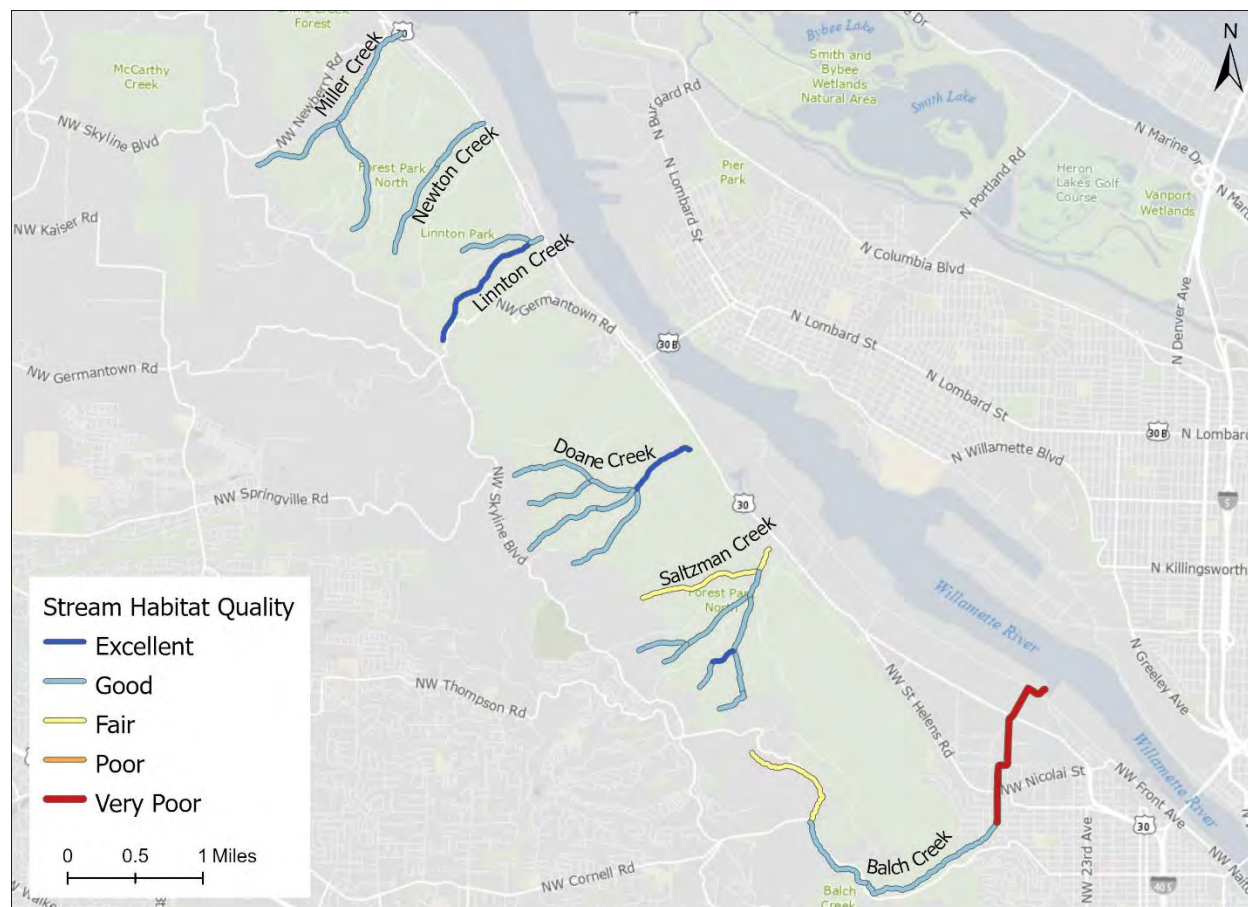 Forest
McCarthy
Creek
NW Skyline Blvd
NW Newberry Rd
Miller Creek
30
Newton Creek
Forest Park
North
Linnton Park
Linnton Creek
NW Kaiser Rd
NW Germantown Rd
NW Germantown Rd
30 B
NW Springville Rd
NW Skyline Blvd
Doane Creek
30
Saltzman Creek
Forest Park
North
NW Thompson Rd
NW St Helens Rd
NW Nicolai St
NW Front Ave
30
NW Cornell Rd
NW 23rd Ave
Balch Creek
Balch
Creek
405
Bybee Lake
Smith and
Bybee
Wetlands
Natural Area
Smith Lake
N Burgard Rd
N Lombard St
Pier
Park
N Portland Rd
N Marine Dr
Heron
Lakes Golf
Course
Vanport
Wetlands
N Columbia Blvd
N Denver Ave
N Lombard St
N Lombard St
30 B
N Lombard
N Willamette Blvd
5
N Killingsworth
Willamette River
Willamette River
N Greeley Ave
N
Stream Habitat Quality
Excellent
Good
Fair
Poor
Very Poor
0 0.5 1 Miles